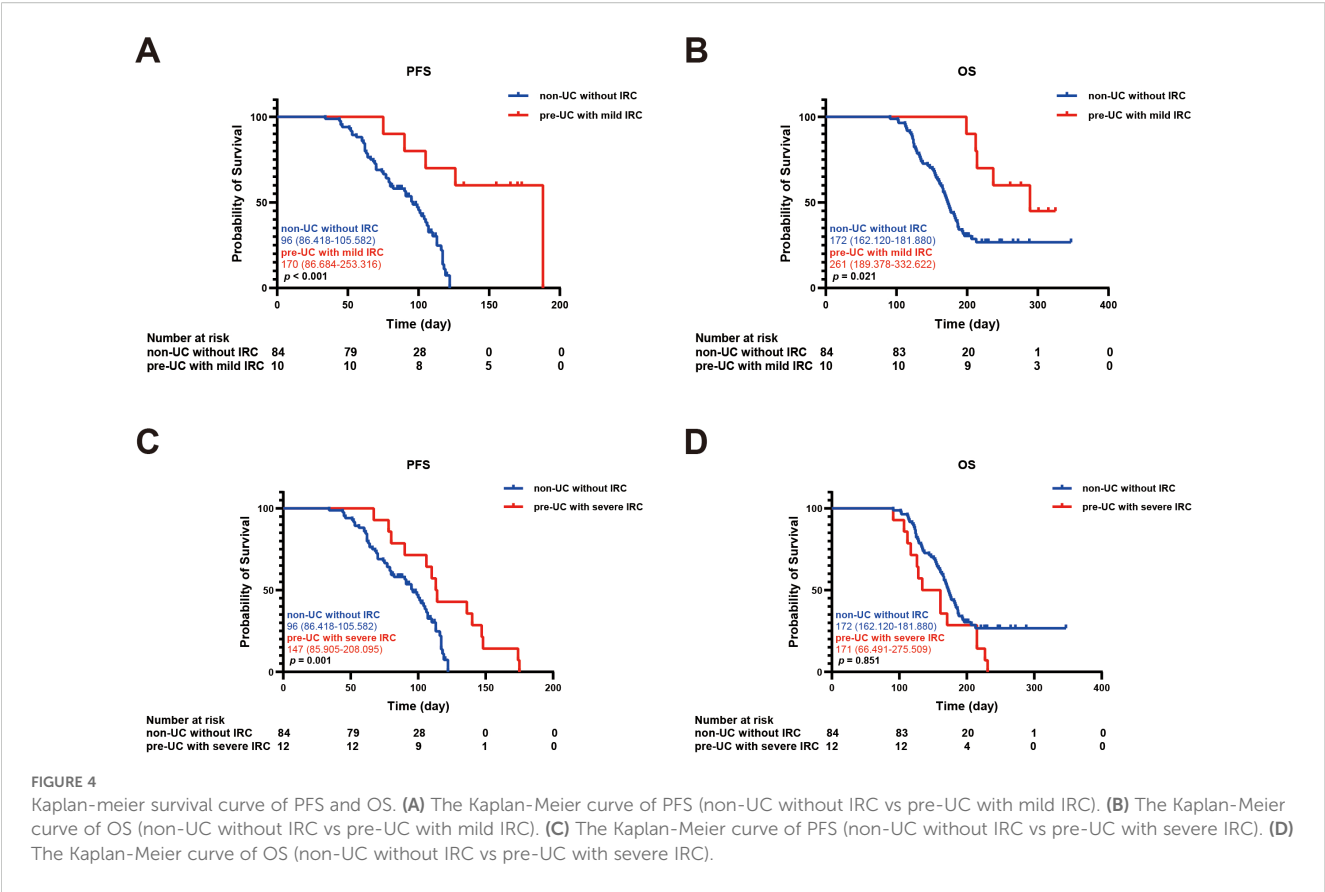 A
PFS
non-UC without IRC
pre-UC with mild IRC
Probability of Survival
100
50
0
non-UC without IRC
96 (86.418-105.582)
pre-UC with mild IRC
170 (86.684-253.316)
p < 0.001
0 50 100 150 200
Time (day)
Number at risk
non-UC without IRC 84 79 28 0 0
pre-UC with mild IRC 10 10 8 5 0
B
OS
non-UC without IRC
pre-UC with mild IRC
Probability of Survival
100
50
0
non-UC without IRC
172 (162.120-181.880)
pre-UC with mild IRC
261 (189.378-332.622)
p = 0.021
0 100 200 300 400
Time (day)
Number at risk
non-UC without IRC 84 83 20 1 0
pre-UC with mild IRC 10 10 9 3 0
C
PFS
non-UC without IRC
pre-UC with severe IRC
Probability of Survival
100
50
0
non-UC without IRC
96 (86.418-105.582)
pre-UC with severe IRC
147 (85.905-208.095)
p = 0.001
0 50 100 150 200
Time (day)
Number at risk
non-UC without IRC 84 79 28 0 0
pre-UC with severe IRC 12 12 9 1 0
D
OS
non-UC without IRC
pre-UC with severe IRC
Probability of Survival
100
50
0
non-UC without IRC
172 (162.120-181.880)
pre-UC with severe IRC
171 (66.491-275.509)
p = 0.851
0 100 200 300 400
Time (day)
Number at risk
non-UC without IRC 84 83 20 1 0
pre-UC with severe IRC 12 12 4 0 0
FIGURE 4
Kaplan-meier survival curve of PFS and OS. (A) The Kaplan-Meier curve of PFS (non-UC without IRC vs pre-UC with mild IRC). (B) The Kaplan-Meier
curve of OS (non-UC without IRC vs pre-UC with mild IRC). (C) The Kaplan-Meier curve of PFS (non-UC without IRC vs pre-UC with severe IRC). (D)
The Kaplan-Meier curve of OS (non-UC without IRC vs pre-UC with severe IRC).